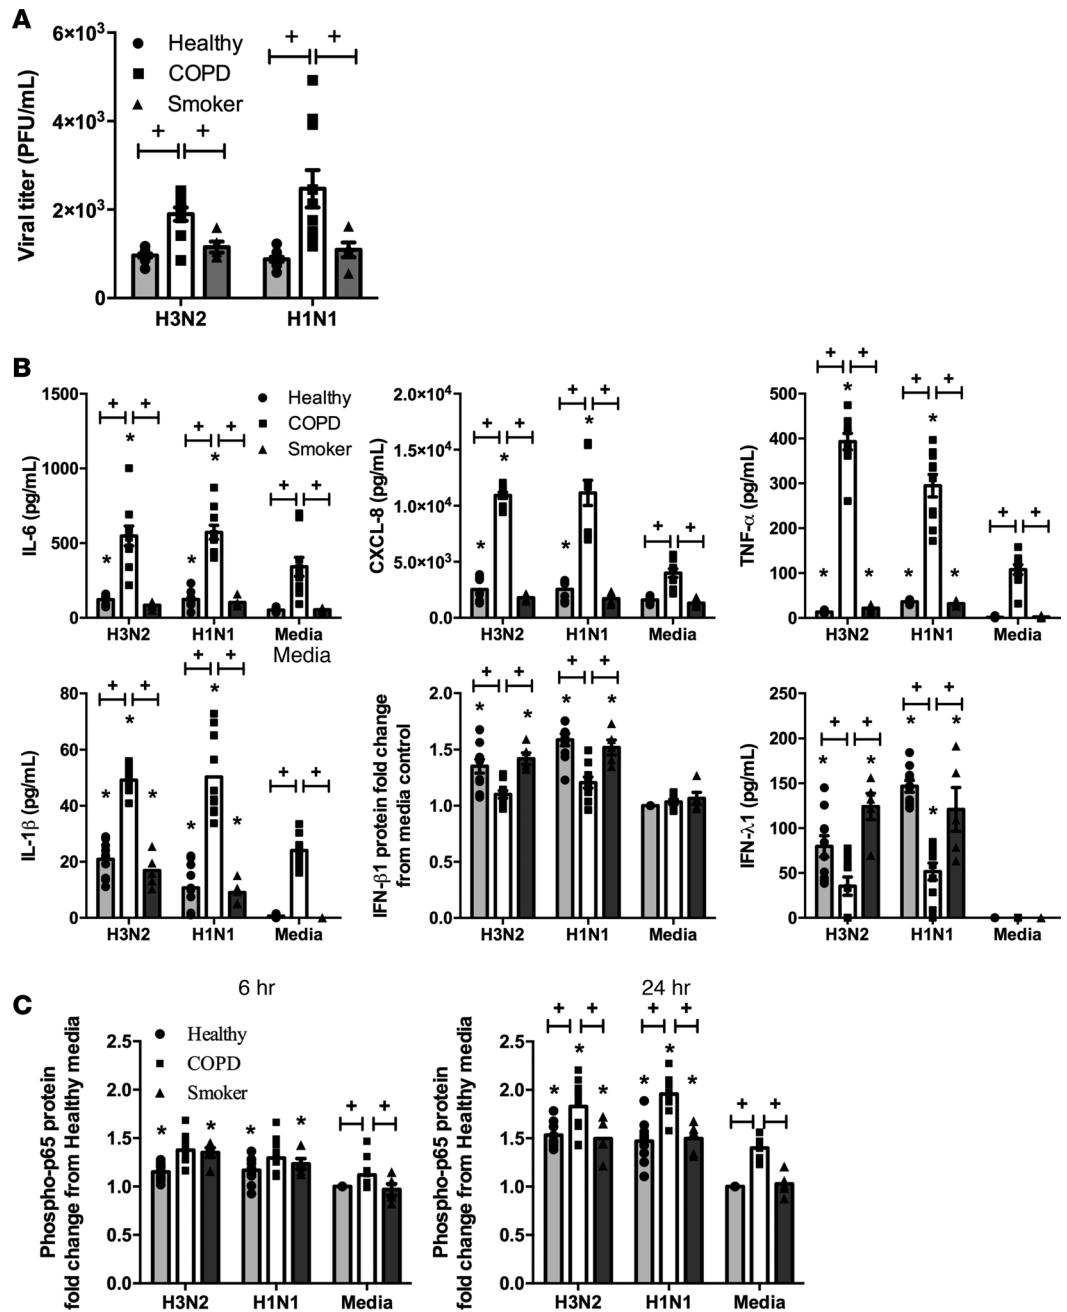 A
6×10³
4×10³
2×10³
0
Viral titer (PFU/mL)
Healthy
COPD
Smoker
+ +
+ +
H3N2 H1N1
B
1500
1000
500
0
IL-6 (pg/mL)
Healthy
COPD
Smoker
+ + + + + +
* * * *
H3N2 H1N1 Media
Media
2.0×10⁴
1.5×10⁴
1.0×10⁴
5.0×10³
0.0
CXCL-8 (pg/mL)
+ + + + + +
* * * *
H3N2 H1N1 Media
500
400
300
200
100
0
TNF-α (pg/mL)
+ + + + + +
* * * * * *
H3N2 H1N1 Media
80
60
40
20
0
IL-1β (pg/mL)
+ + + + + +
* * * * * *
H3N2 H1N1 Media
2.0
1.5
1.0
0.5
0.0
IFN-β1 protein fold change
from media control
+ + + +
* * * *
H3N2 H1N1 Media
250
200
150
100
50
0
IFN-λ1 (pg/mL)
+ + + +
* * * * *
H3N2 H1N1 Media
C
6 hr
2.5
2.0
1.5
1.0
0.5
0.0
Phospho-p65 protein
fold change from Healthy media
Healthy
COPD
Smoker
* * * *
+ +
H3N2 H1N1 Media
24 hr
2.5
2.0
1.5
1.0
0.5
0.0
Phospho-p65 protein
fold change from Healthy media
+ + + + + +
* * * * * *
H3N2 H1N1 Media